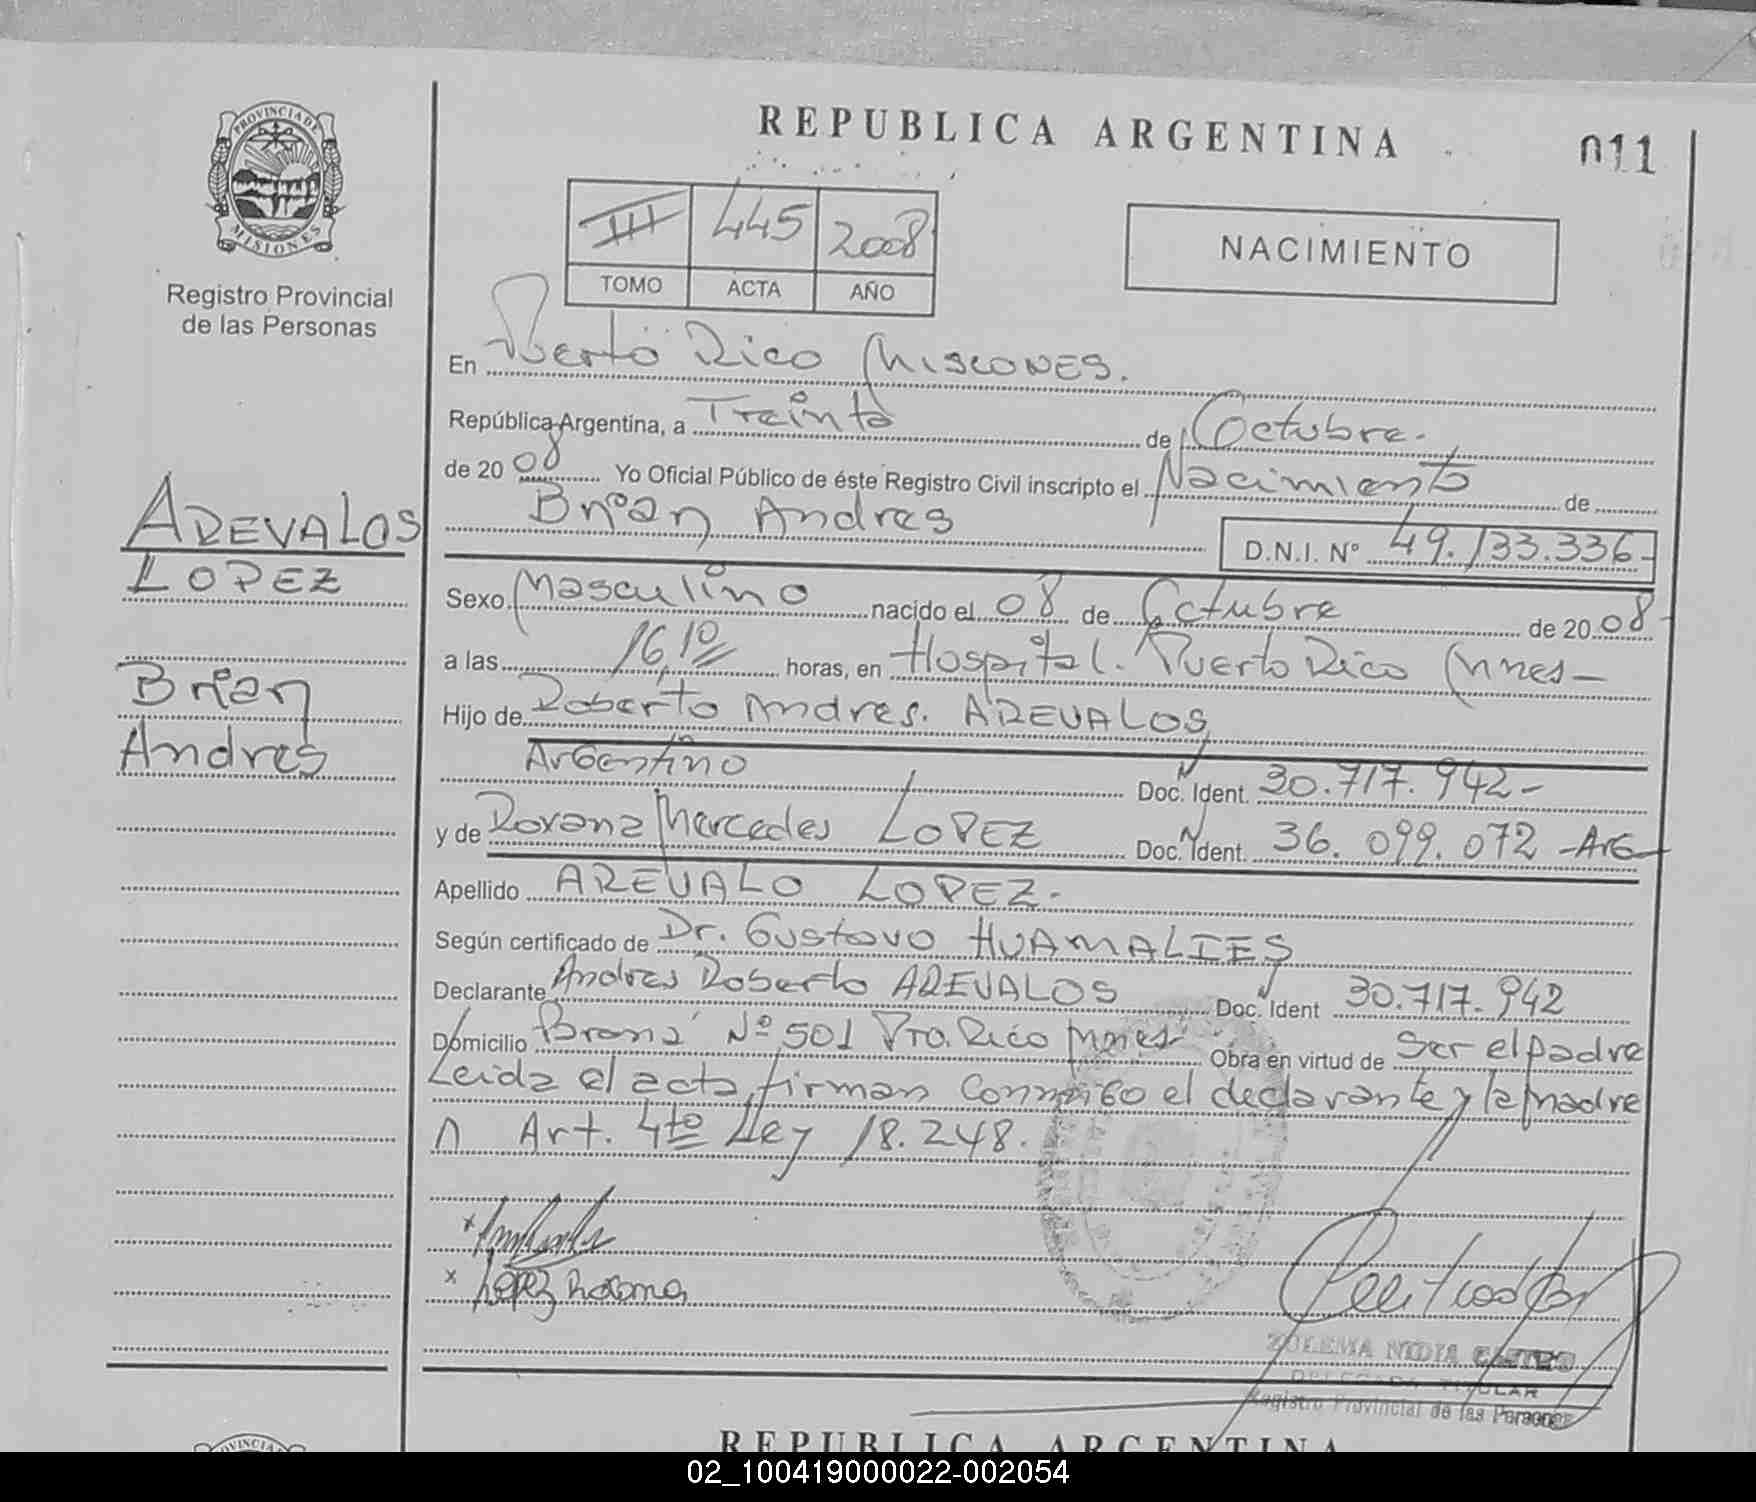 REPUBLICA ARGENTINA
011
PROVINCIA DE
MISIONES
Registro Provincial
de las Personas
III 445 2008
TOMO ACTA AÑO
NACIMIENTO
En Puerto Rico Misiones.
República Argentina, a Treinta de Octubre.
de 2008 Yo Oficial Público de éste Registro Civil inscripto el Nacimiento de
Brian Andres
D.N.I. Nº 49.133.336-
AREVALOS
LOPEZ
Brian
Andres
Sexo Masculino nacido el 08 de Octubre de 2008
a las 16,10 horas, en Hospital. Puerto Rico Mnes-
Hijo de Roberto Andres. AREVALOS
Argentino Doc. Ident. 30.717.942-
y de Roxana Mercedes LOPEZ Doc. Ident. 36.099.072 -ARG
Apellido AREVALO LOPEZ-
Según certificado de Dr. Gustavo HUAMALIES
Declarante Andres Roberto AREVALOS Doc. Ident 30.717.942
Domicilio Nº 501 Pto. Rico Mnes- Obra en virtud de Ser el padre
Leida el acta, firman conmigo el declarante y la madre
Art. 4to Ley 18.248.
x
x Lopez Roxana
ZULEMA NIDIA CASTRO
DELEGADA TITULAR
Registro Provincial de las Personas
PROVINCIA
REPUBLICA ARGENTINA
02_100419000022-002054